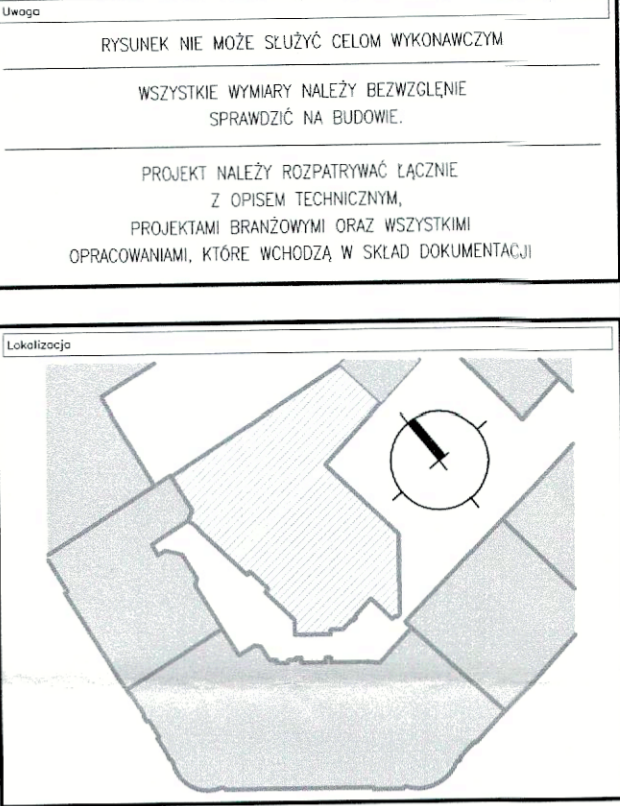 Uwaga
RYSUNEK NIE MOŻE SŁUŻYĆ CELOM WYKONAWCZYM
WSZYSTKIE WYMIARY NALEŻY BEZWZGLĘNIE
SPRAWDZIĆ NA BUDOWIE.
PROJEKT NALEŻY ROZPATRYWAĆ ŁĄCZNIE
Z OPISEM TECHNICZNYM,
PROJEKTAMI BRANŻOWYMI ORAZ WSZYSTKIMI
OPRACOWANIAMI, KTÓRE WCHODZĄ W SKŁAD DOKUMENTACJI
Lokalizacja